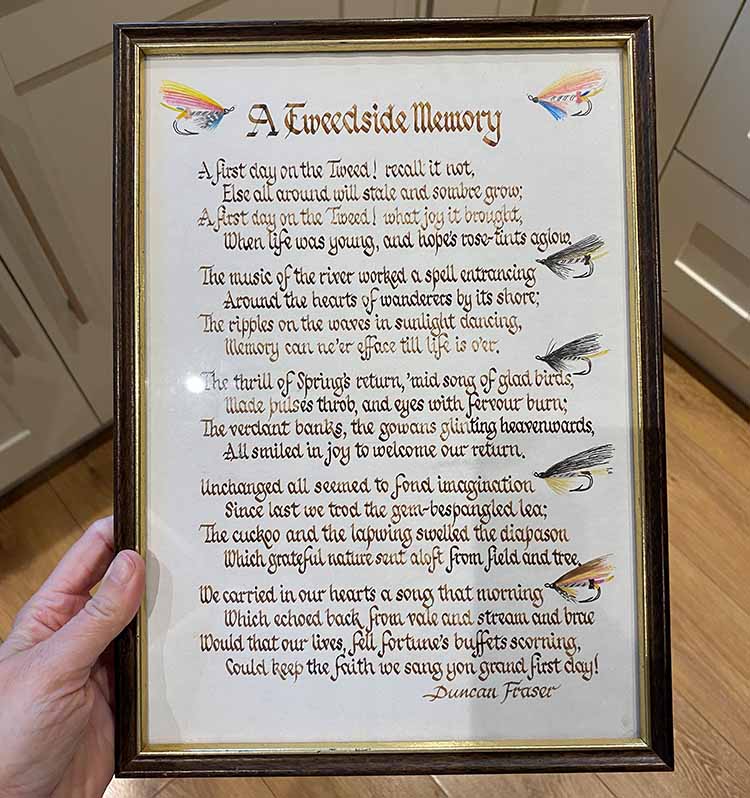 A Tweedside Memory
A first day on the Tweed! recall it not,
Else all around will stale and sombre grow;
A first day on the Tweed! what joy it brought,
When life was young, and hope's rose-tints aglow.
The music of the river worked a spell entrancing
Around the hearts of wanderers by its shore;
The ripples on the waves in sunlight dancing,
Memory can ne'er efface till life is o'er.
The thrill of Spring's return, 'mid song of glad birds,
Made pulses throb, and eyes with fervour burn;
The verdant banks, the gowans glinting heavenwards,
All smiled in joy to welcome our return.
Unchanged all seemed to fond imagination
Since last we trod the gem-bespangled lea;
The cuckoo and the lapwing swelled the diapason
Which grateful nature sent aloft from field and tree.
We carried in our hearts a song that morning
Which echoed back from vale and stream and brae
Would that our lives, fell fortune's buffets scorning,
Could keep the faith we sang yon grand first day!
Duncan Fraser